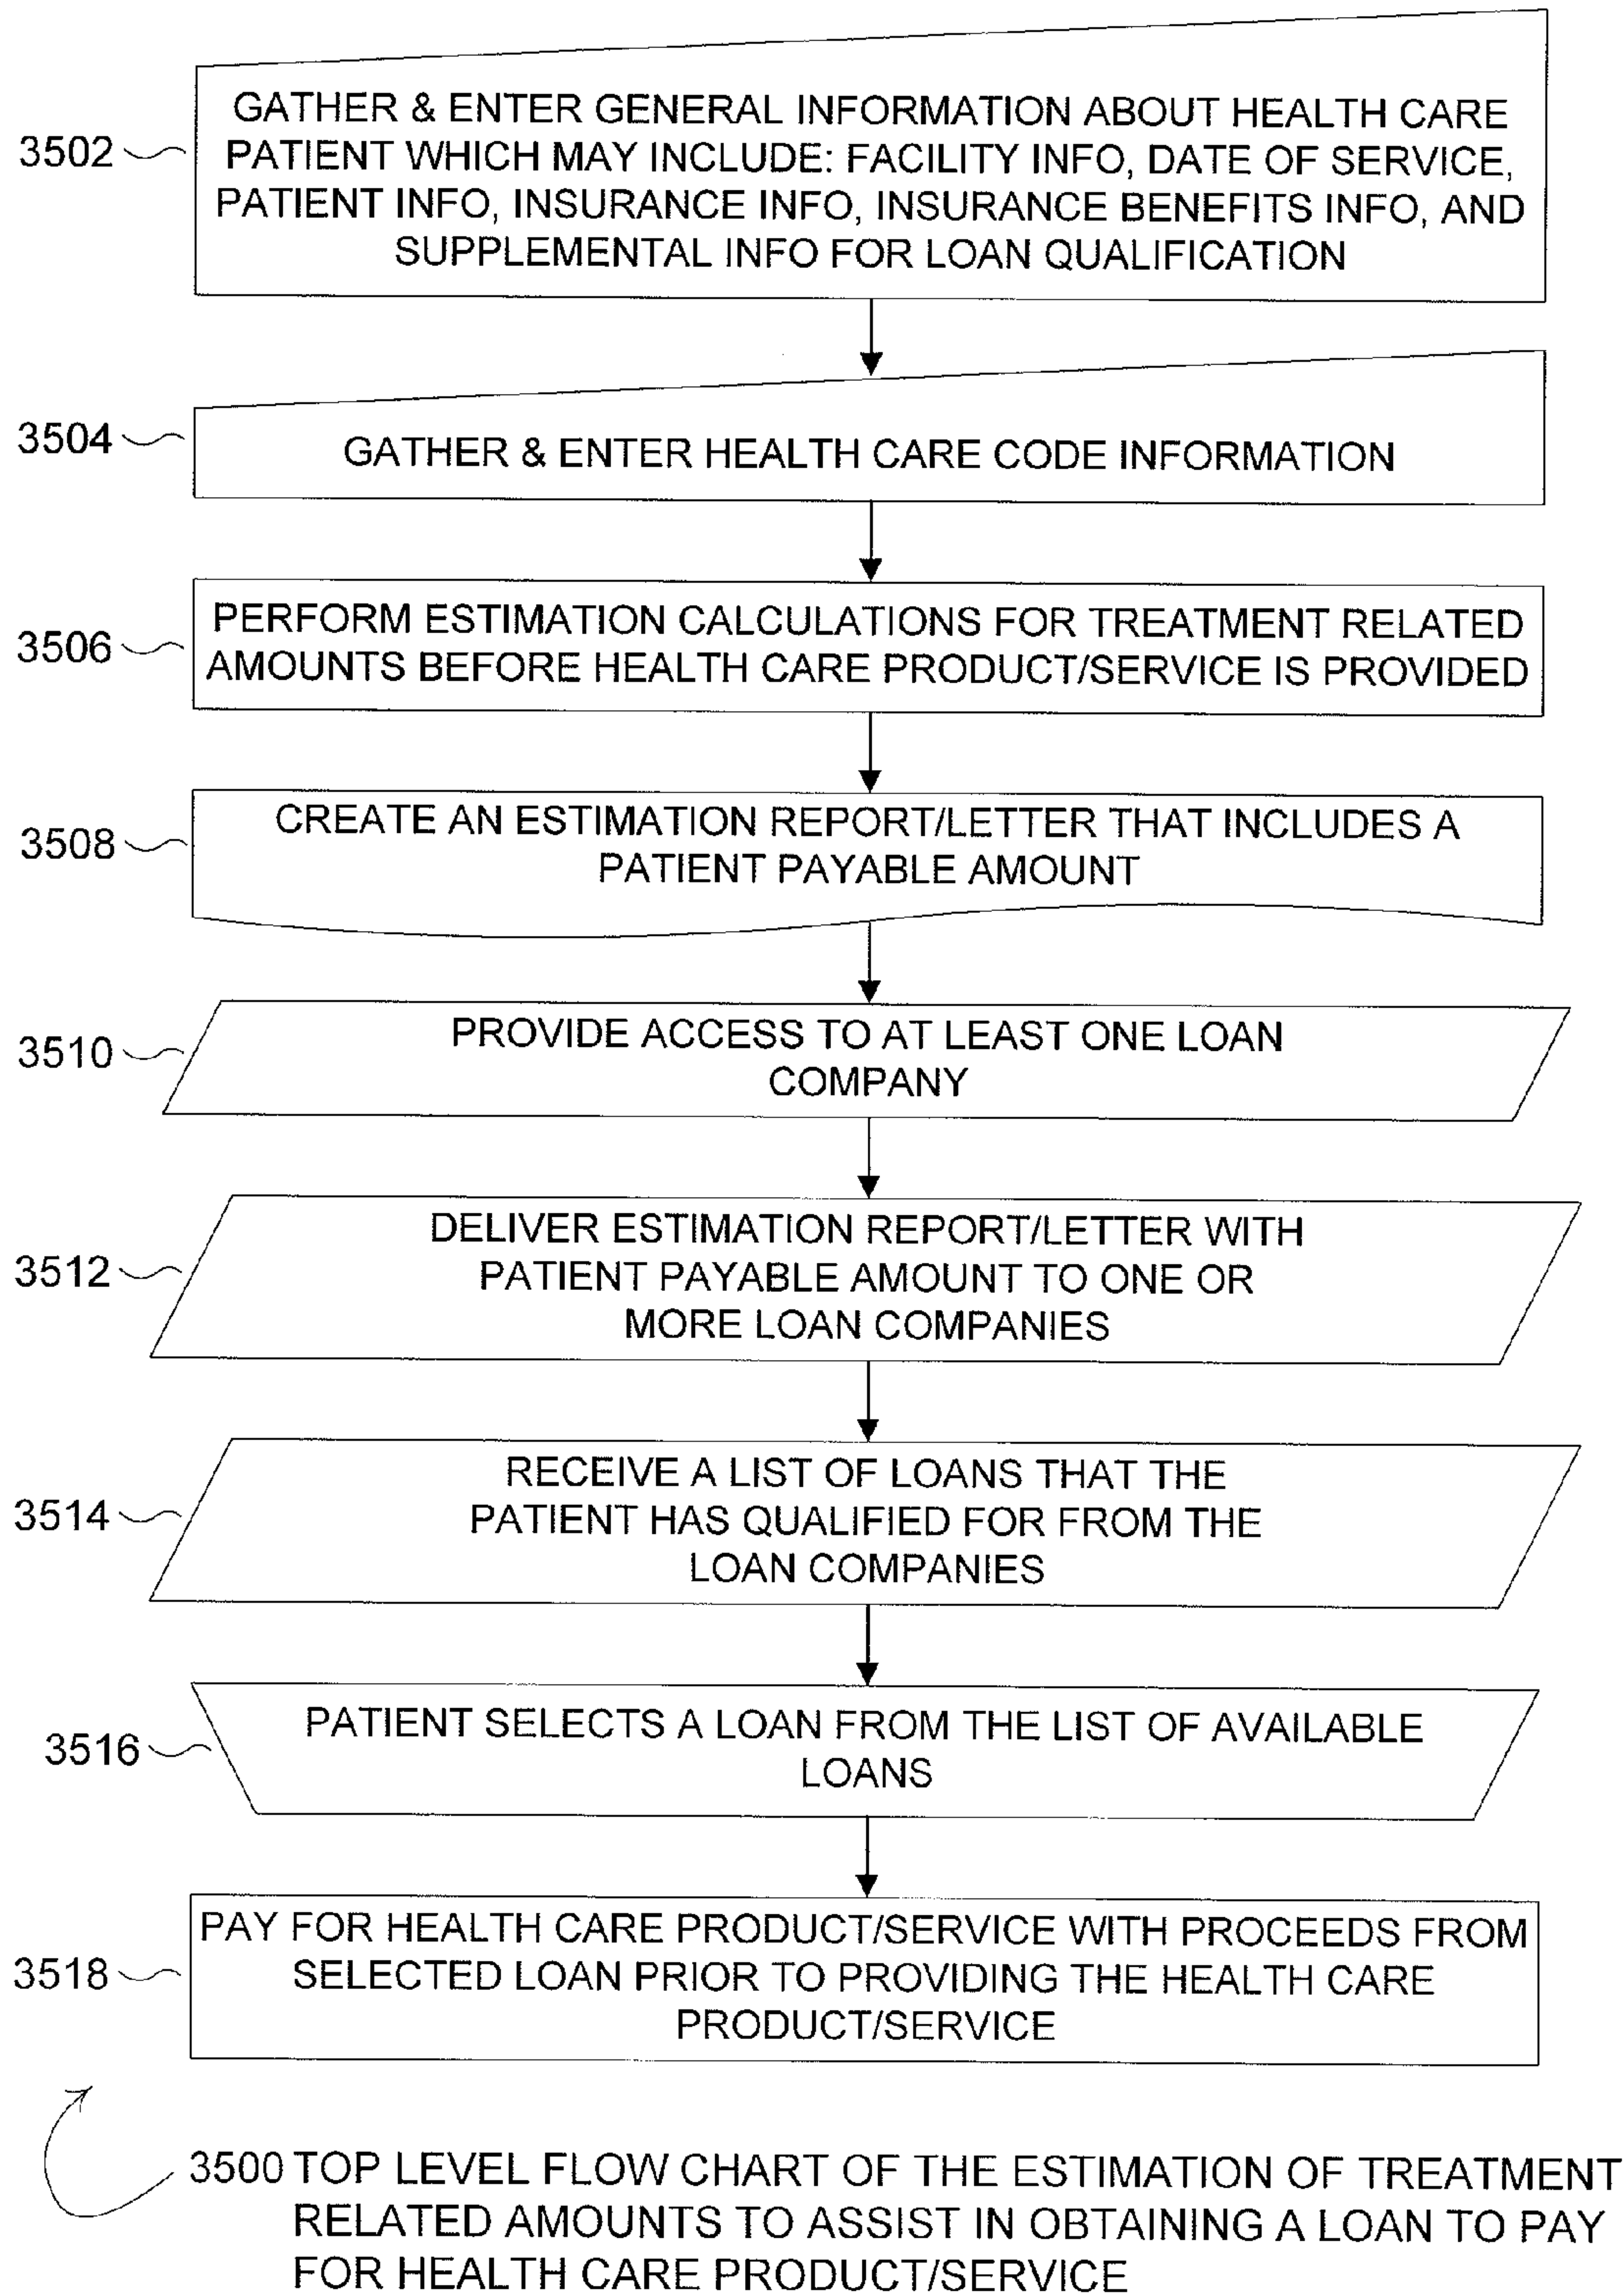 GATHER & ENTER GENERAL INFORMATION ABOUT HEALTH CARE
3502
PATIENT WHICH MAY INCLUDE: FACILITY INFO, DATE OF SERVICE,
PATIENT INFO, INSURANCE INFO, INSURANCE BENEFITS INFO, AND
SUPPLEMENTAL INFO FOR LOAN QUALIFICATION
3504
GATHER & ENTER HEALTH CARE CODE INFORMATION
3506
PERFORM ESTIMATION CALCULATIONS FOR TREATMENT RELATED
AMOUNTS BEFORE HEALTH CARE PRODUCT/SERVICE IS PROVIDED
3508
CREATE AN ESTIMATION REPORT/LETTER THAT INCLUDES A
PATIENT PAYABLE AMOUNT
3510
PROVIDE ACCESS TO AT LEAST ONE LOAN
COMPANY
3512
DELIVER ESTIMATION REPORT/LETTER WITH
PATIENT PAYABLE AMOUNT TO ONE OR
MORE LOAN COMPANIES
3514
RECEIVE A LIST OF LOANS THAT THE
PATIENT HAS QUALIFIED FOR FROM THE
LOAN COMPANIES
3516
PATIENT SELECTS A LOAN FROM THE LIST OF AVAILABLE
LOANS
3518
PAY FOR HEALTH CARE PRODUCT/SERVICE WITH PROCEEDS FROM
SELECTED LOAN PRIOR TO PROVIDING THE HEALTH CARE
PRODUCT/SERVICE
3500 TOP LEVEL FLOW CHART OF THE ESTIMATION OF TREATMENT
RELATED AMOUNTS TO ASSIST IN OBTAINING A LOAN TO PAY
FOR HEALTH CARE PRODUCT/SERVICE